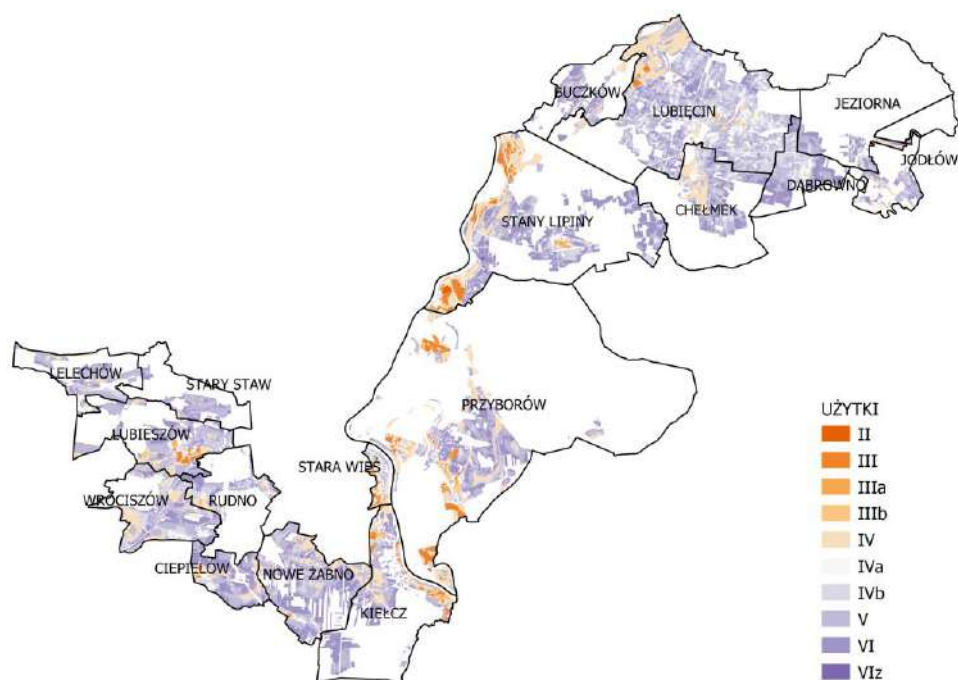 BUCZKÓW
LUBIĘCIN
JEZIORNA
JODŁÓW
DĄBROWNO
CHEŁMEK
STANY LIPINY
LELECHÓW
STARY STAW
PRZYBORÓW
LUBIESZÓW
STARA WIEŚ
WRÓCISZÓW
RUDNO
CIEPIELÓW
NOWE ŻABNO
KIEŁCZ
UŻYTKI
II
III
IIIa
IIIb
IV
IVa
IVb
V
VI
VIz